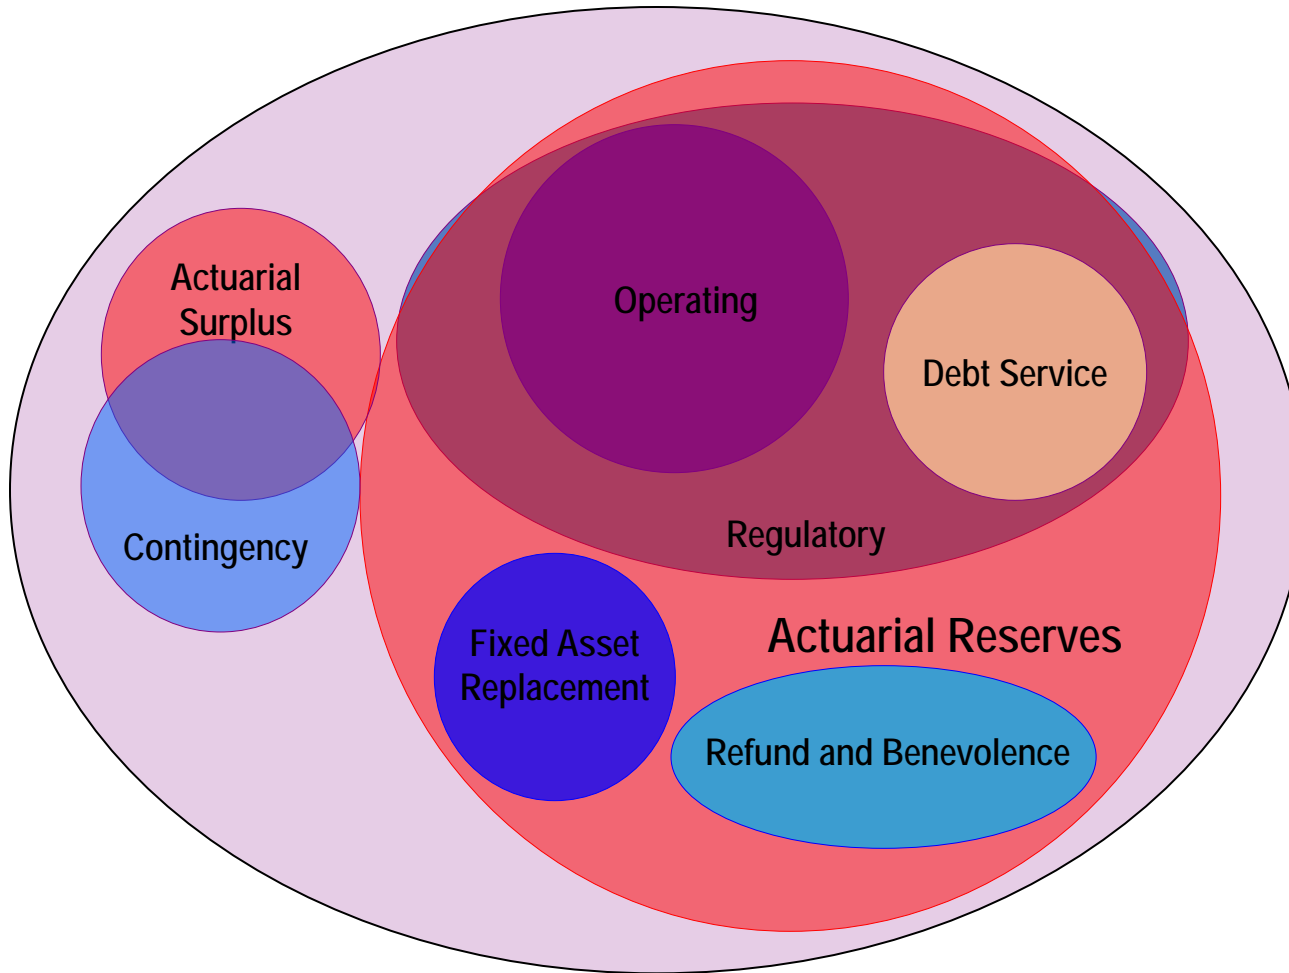 Actuarial
Surplus
Operating
Debt Service
Regulatory
Contingency
Actuarial Reserves
Fixed Asset
Replacement
Refund and Benevolence